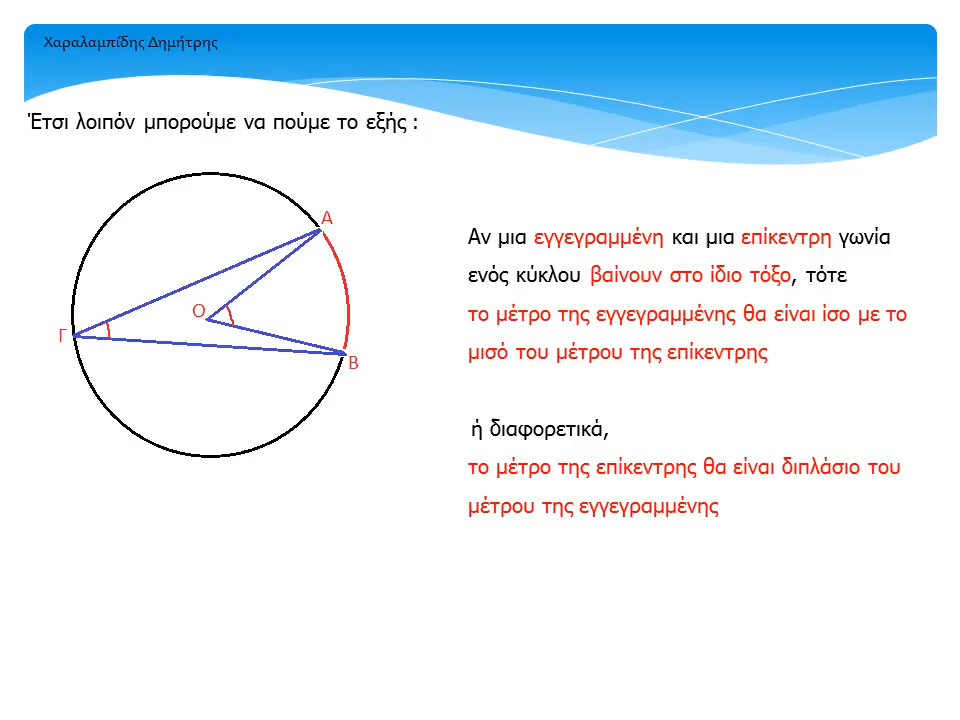 Χαραλαμπίδης Δημήτρης
Έτσι λοιπόν μπορούμε να πούμε το εξής :
Α
Ο
Γ
Β
Αν μια εγγεγραμμένη και μια επίκεντρη γωνία
ενός κύκλου βαίνουν στο ίδιο τόξο, τότε
το μέτρο της εγγεγραμμένης θα είναι ίσο με το
μισό του μέτρου της επίκεντρης
ή διαφορετικά,
το μέτρο της επίκεντρης θα είναι διπλάσιο του
μέτρου της εγγεγραμμένης